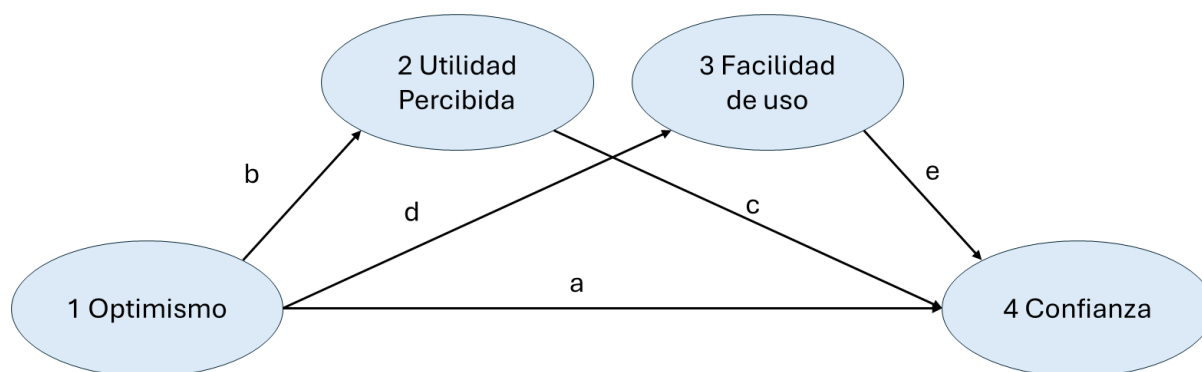 2 Utilidad
Percibida
3 Facilidad
de uso
b
d
c
e
a
1 Optimismo
4 Confianza